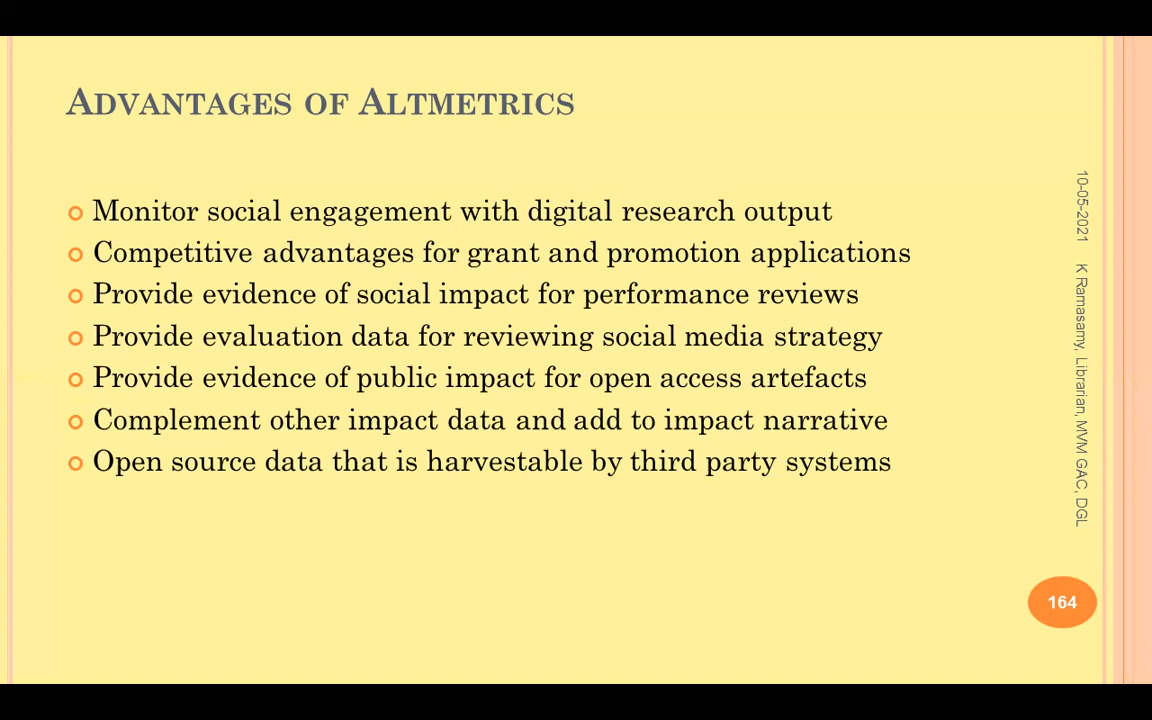 ADVANTAGES OF ALTMETRICS
Monitor social engagement with digital research output
Competitive advantages for grant and promotion applications
Provide evidence of social impact for performance reviews
Provide evaluation data for reviewing social media strategy
Provide evidence of public impact for open access artefacts
Complement other impact data and add to impact narrative
Open source data that is harvestable by third party systems
10-05-2021 K Ramasamy, Librarian, MVM GAC, DGL
164